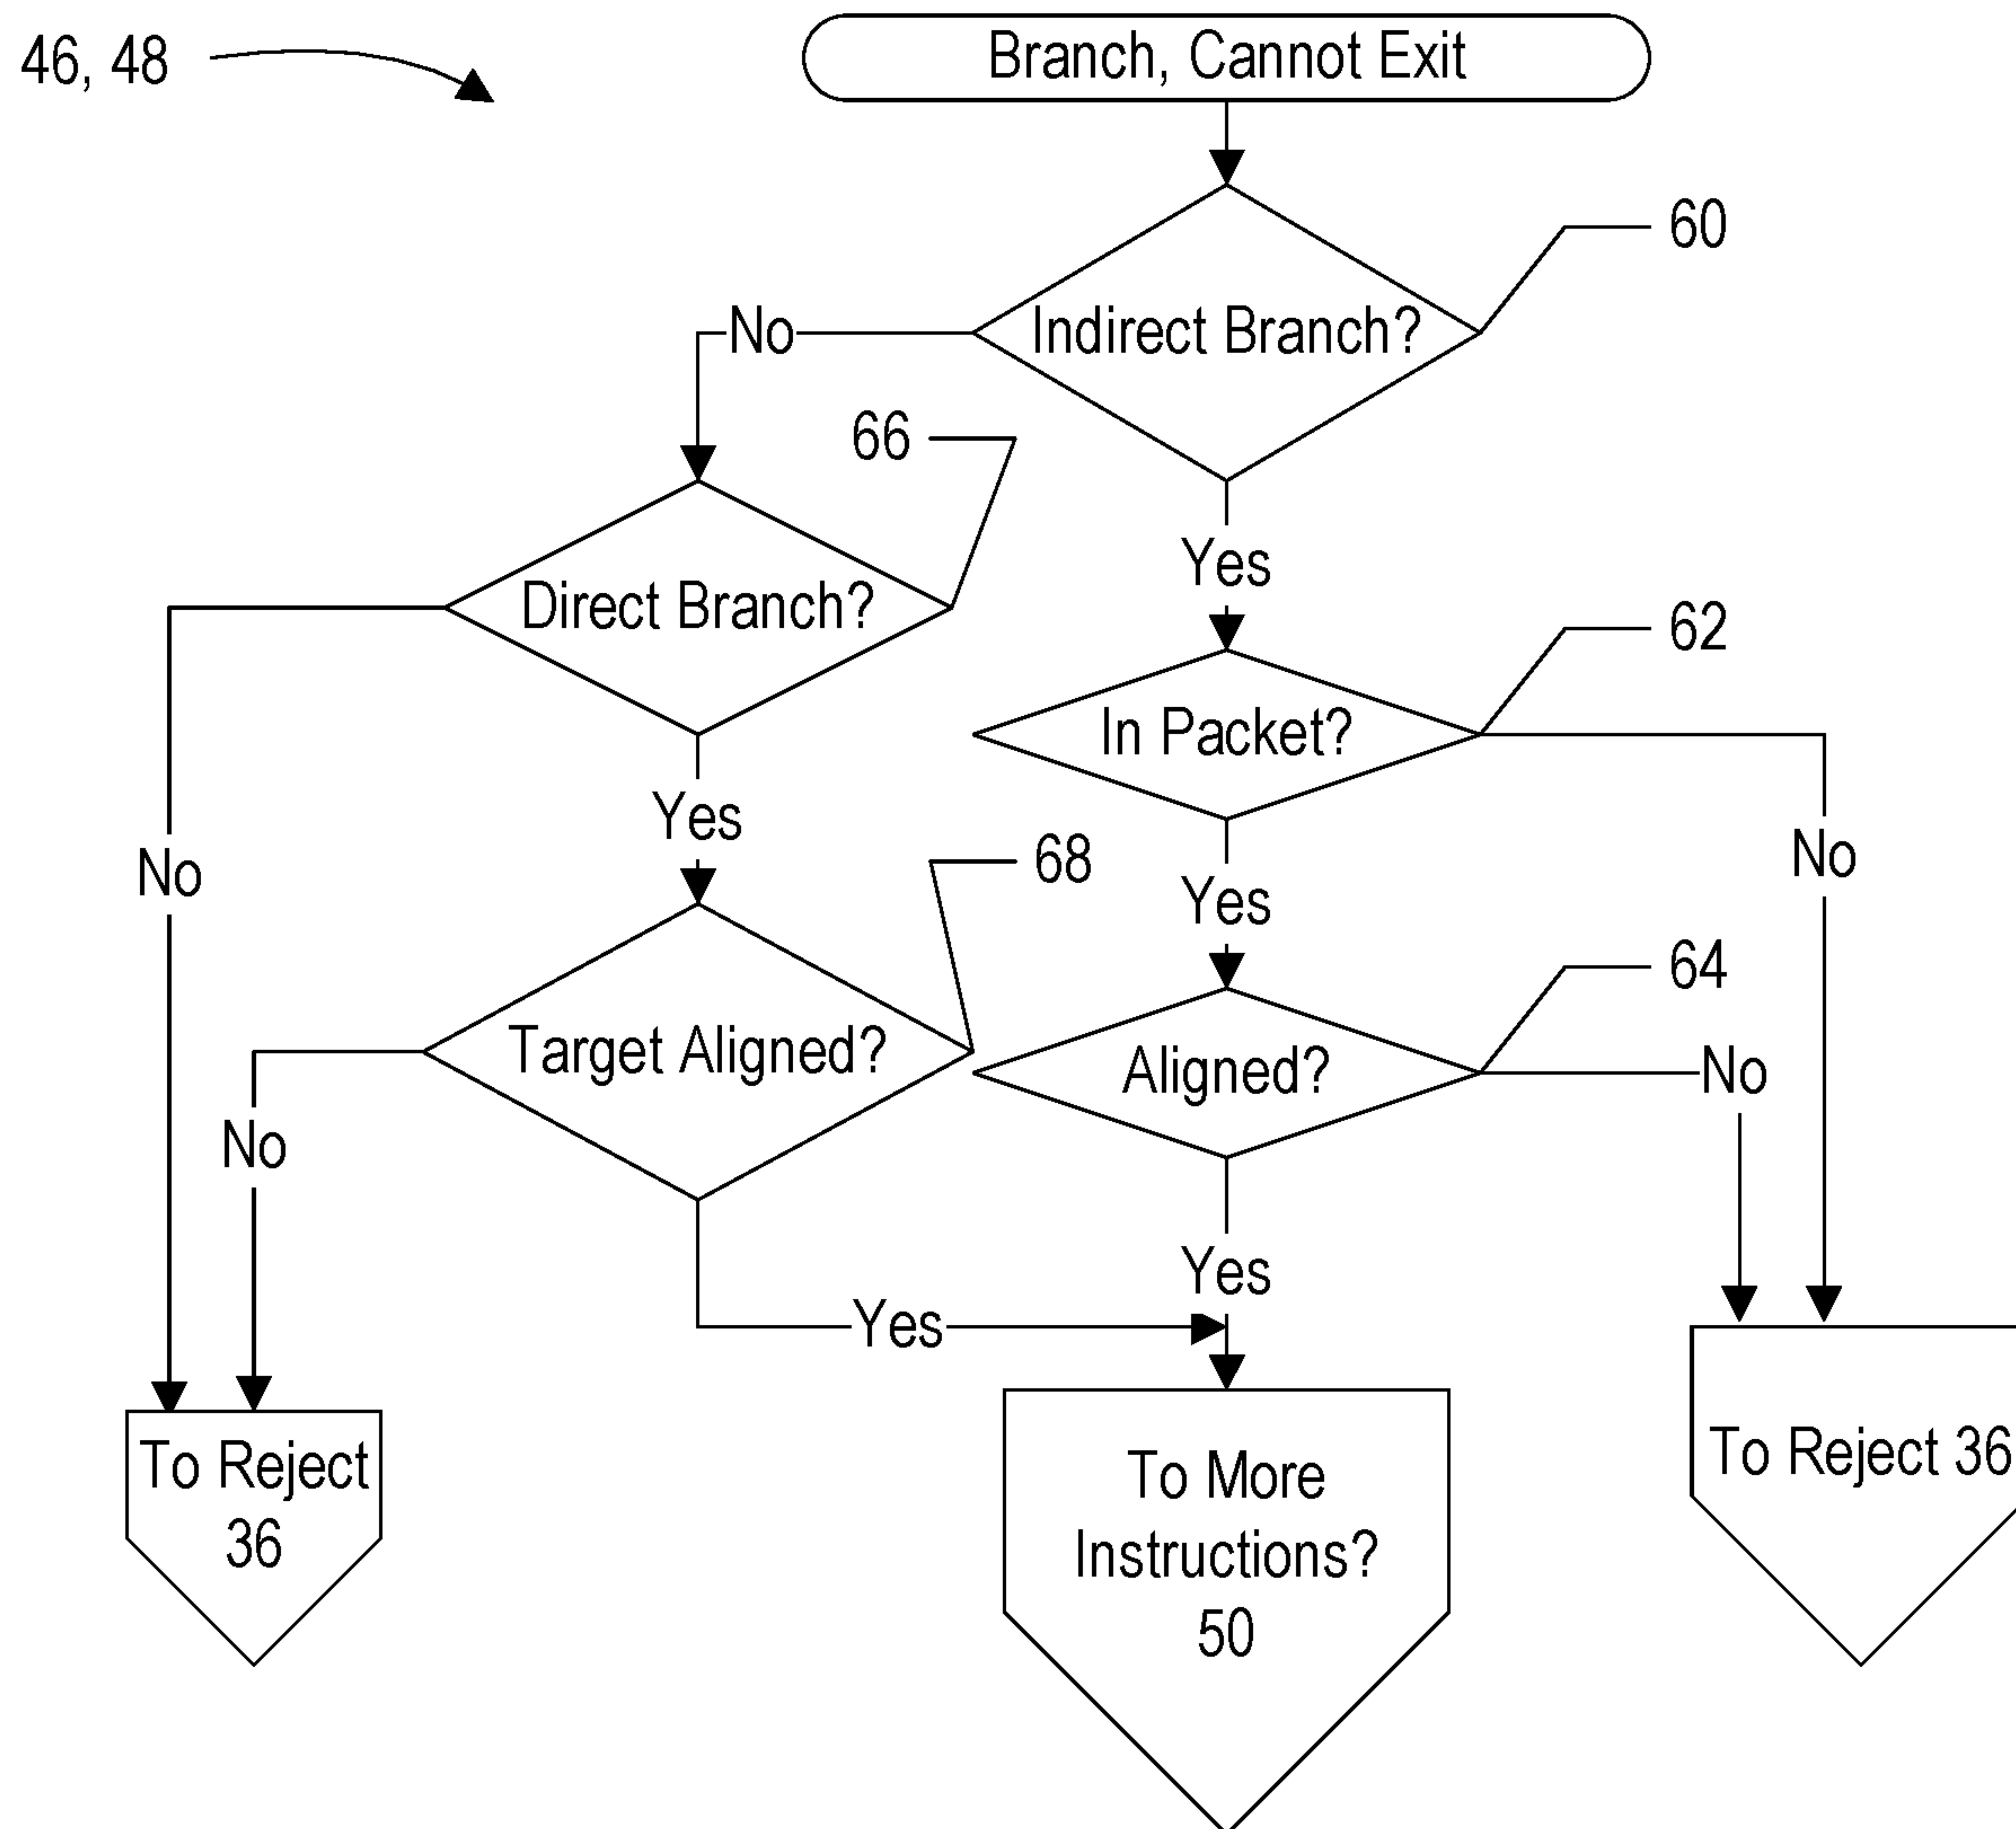 46, 48
Branch, Cannot Exit
60
Indirect Branch?
No
66
Yes
Direct Branch?
62
In Packet?
Yes
68
No
No
Yes
64
Target Aligned?
Aligned?
No
No
Yes
Yes
To Reject
36
To More
Instructions?
50
To Reject 36